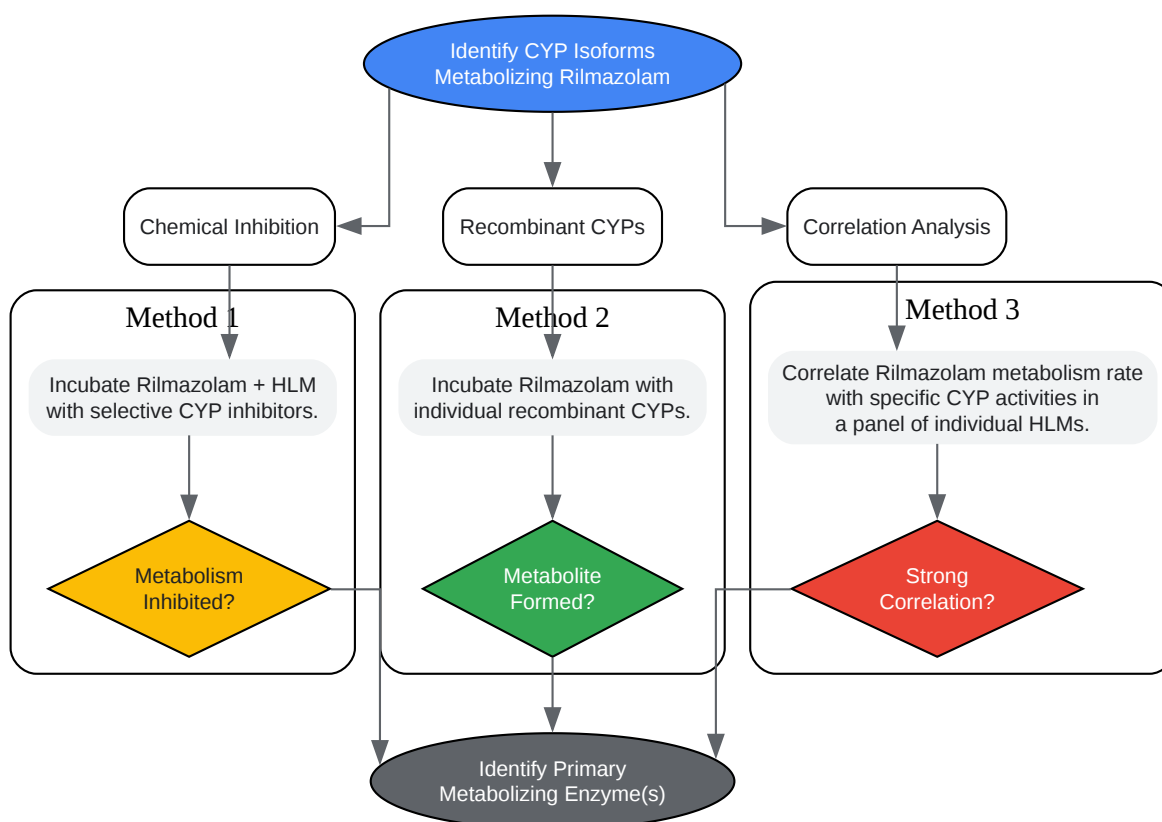 Identify CYP Isoforms
Metabolizing Rilmazolam
Chemical Inhibition
Recombinant CYPs
Correlation Analysis
Method 1
Method 2
Method 3
Incubate Rilmazolam + HLM
with selective CYP inhibitors.
Incubate Rilmazolam with
individual recombinant CYPs.
Correlate Rilmazolam metabolism rate
with specific CYP activities in
a panel of individual HLMs.
Metabolism
Inhibited?
Metabolite
Formed?
Strong
Correlation?
Identify Primary
Metabolizing Enzyme(s)